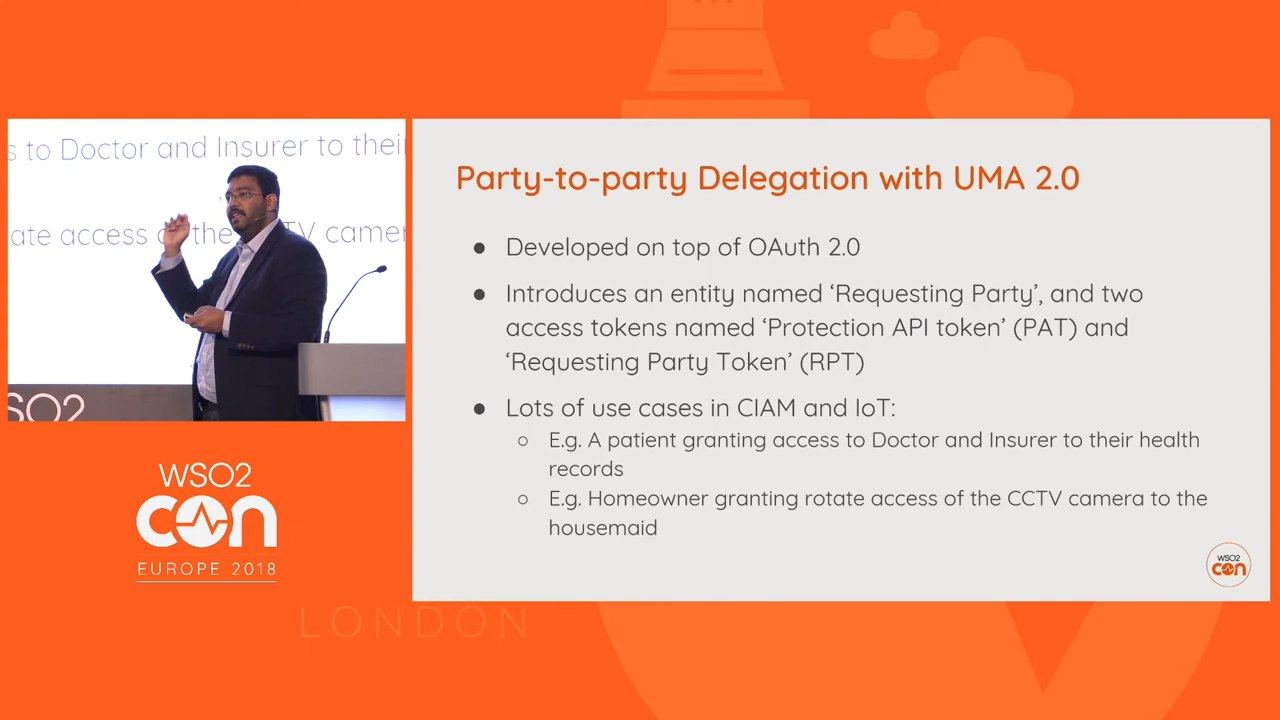 s to Doctor and Insurer to thei
ate access of the CCTV camer
SO2
WSO2
CON
EUROPE 2018
LONDON
Party-to-party Delegation with UMA 2.0
● Developed on top of OAuth 2.0
● Introduces an entity named ‘Requesting Party’, and two
access tokens named ‘Protection API token’ (PAT) and
‘Requesting Party Token’ (RPT)
● Lots of use cases in CIAM and IoT:
○ E.g. A patient granting access to Doctor and Insurer to their health
records
○ E.g. Homeowner granting rotate access of the CCTV camera to the
housemaid
WSO2
CON